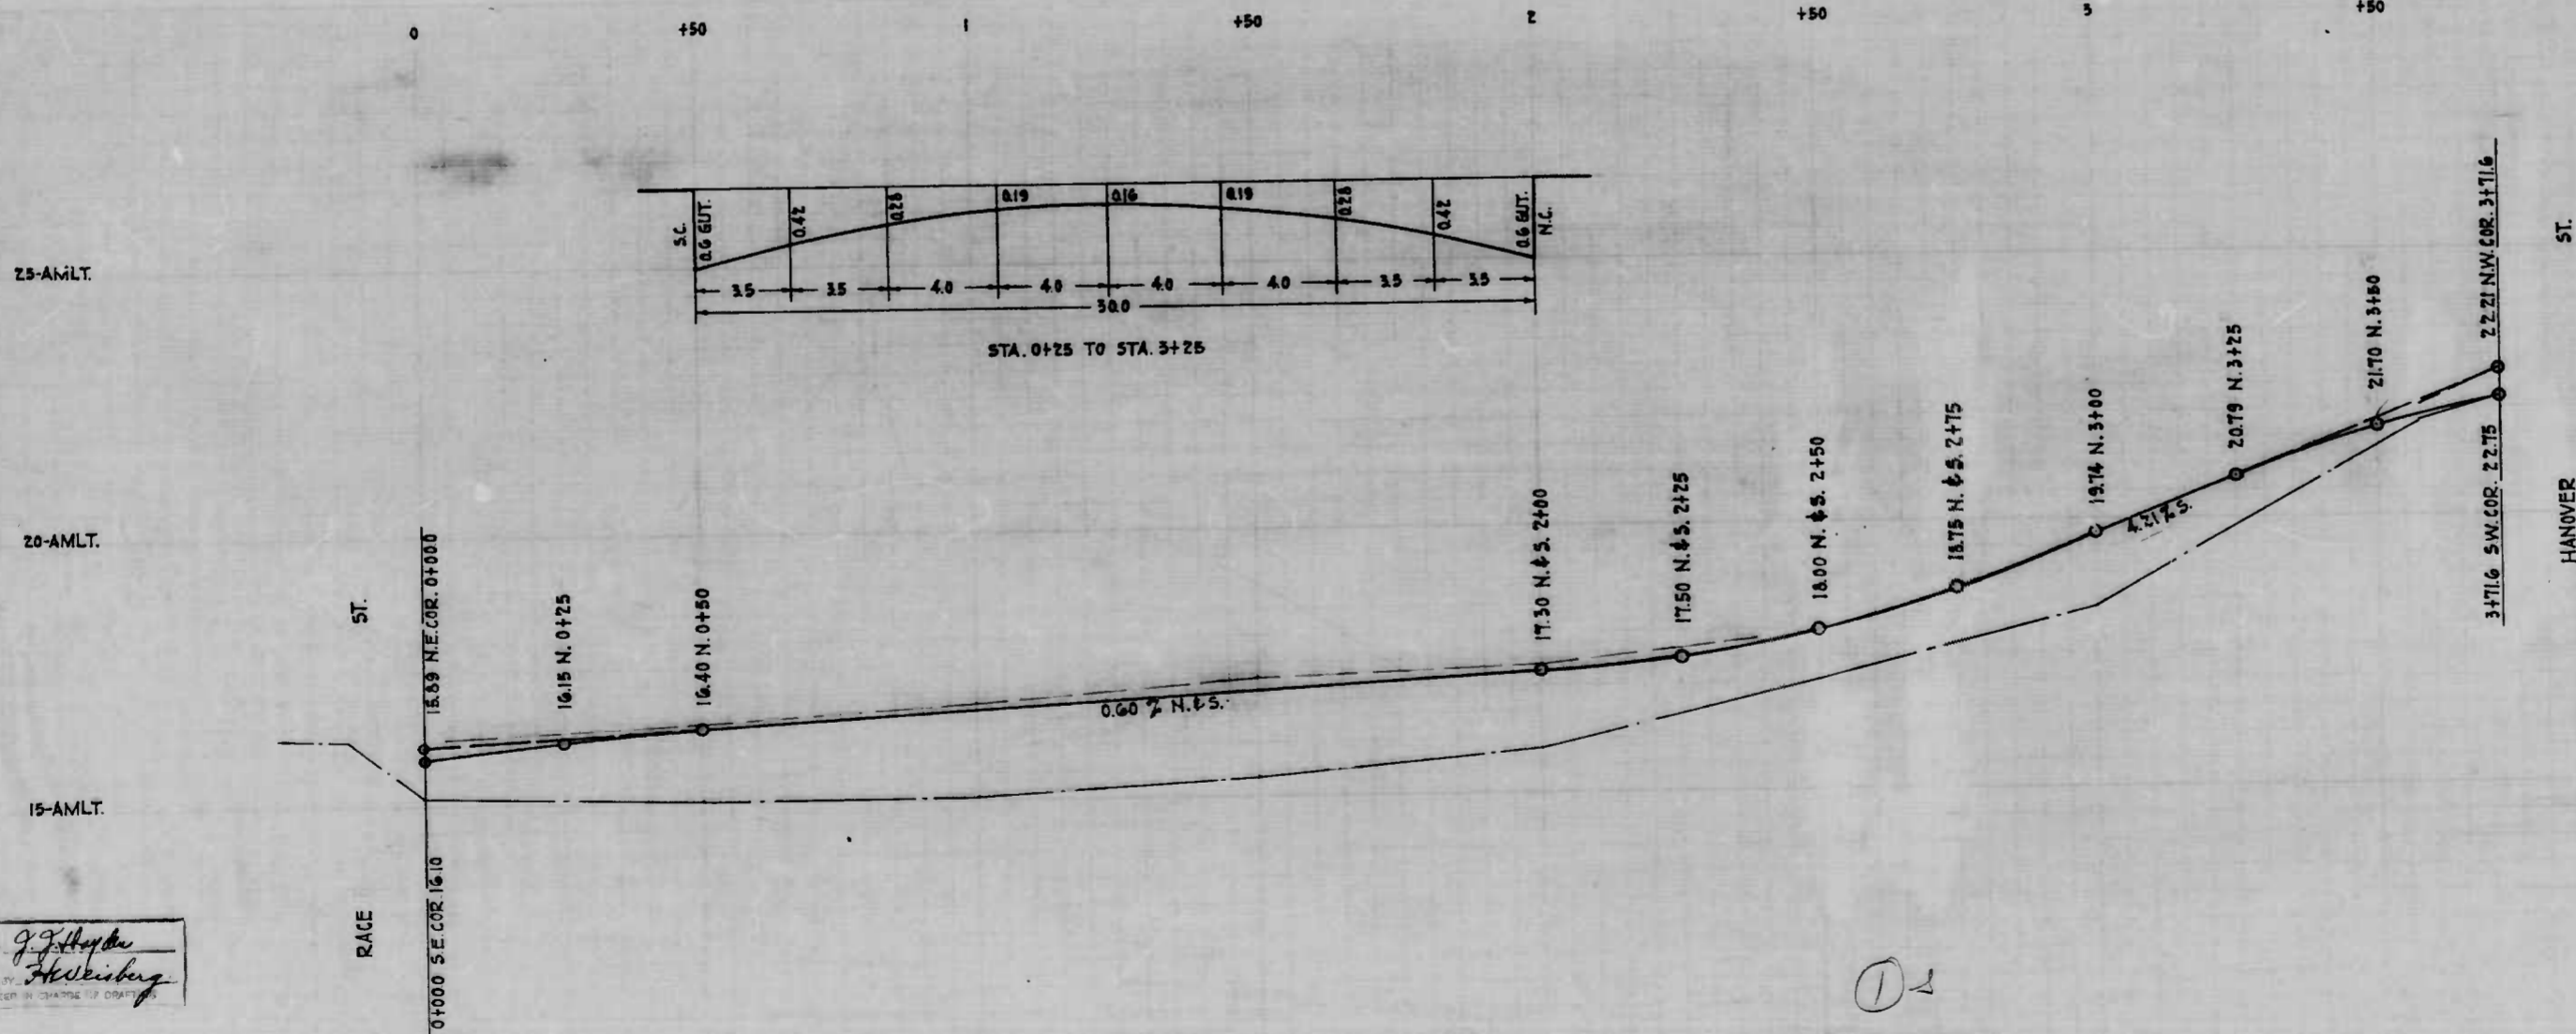 0 +50 1 +50 2 +50 3 +50
S.C.
0.6 GUT.
0.42
0.28
0.19
0.16
0.19
0.28
0.42
0.6 GUT.
N.C.
3.5 3.5 4.0 4.0 4.0 4.0 3.5 3.5
30.0
STA. 0+25 TO STA. 3+25
25-AMLT.
20-AMLT.
15-AMLT.
ST.
RACE
15.89 N.E.COR. 0+00.0
0+00.0 S.E.COR. 16.10
16.15 N. 0+25
16.40 N. 0+50
0.60 % N.&S.
17.30 N.&S. 2+00
17.50 N.&S. 2+25
18.00 N.&S. 2+50
18.75 N.&S. 2+75
19.74 N. 3+00
4.21% S.
20.79 N. 3+25
21.70 N. 3+50
22.21 N.W.COR. 3+71.6
3+71.6 S.W.COR. 22.75
ST.
HANOVER
J.J. Hayden
BY H Weisberg
IN CHARGE OF DRAFTING
1